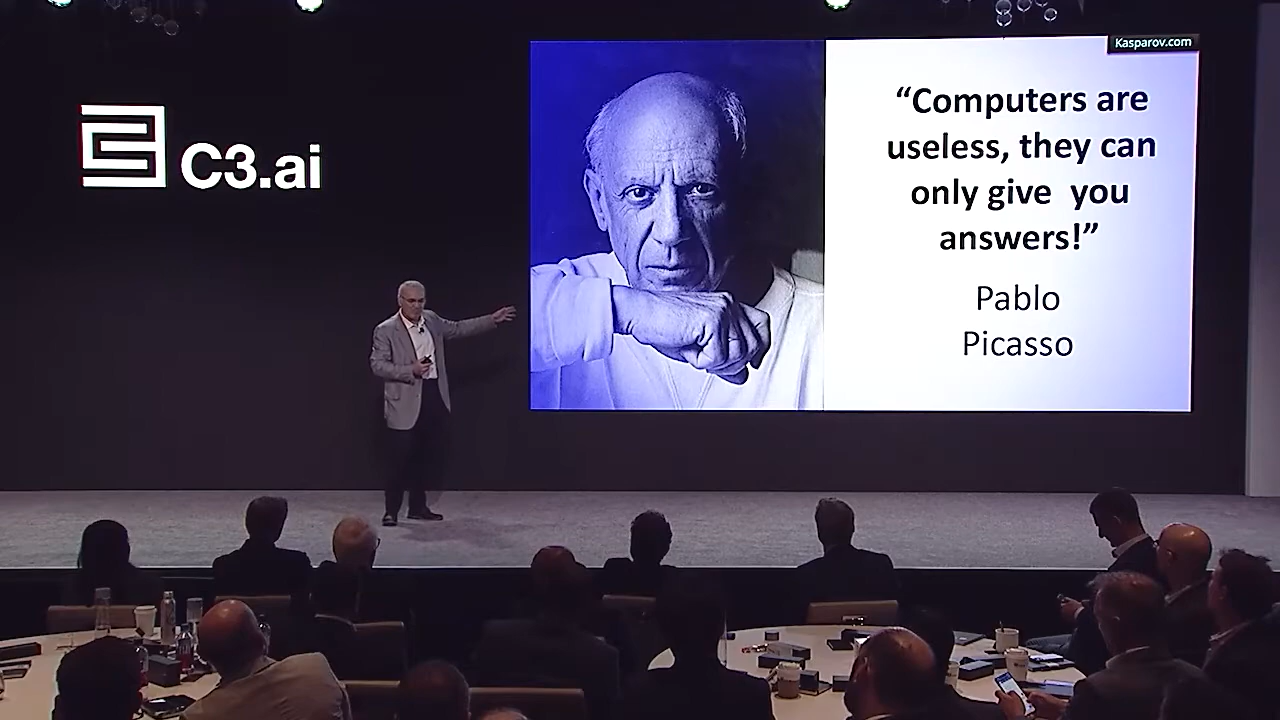 C3.ai
Kasparov.com
“Computers are
useless, they can
only give  you
answers!”
Pablo
Picasso